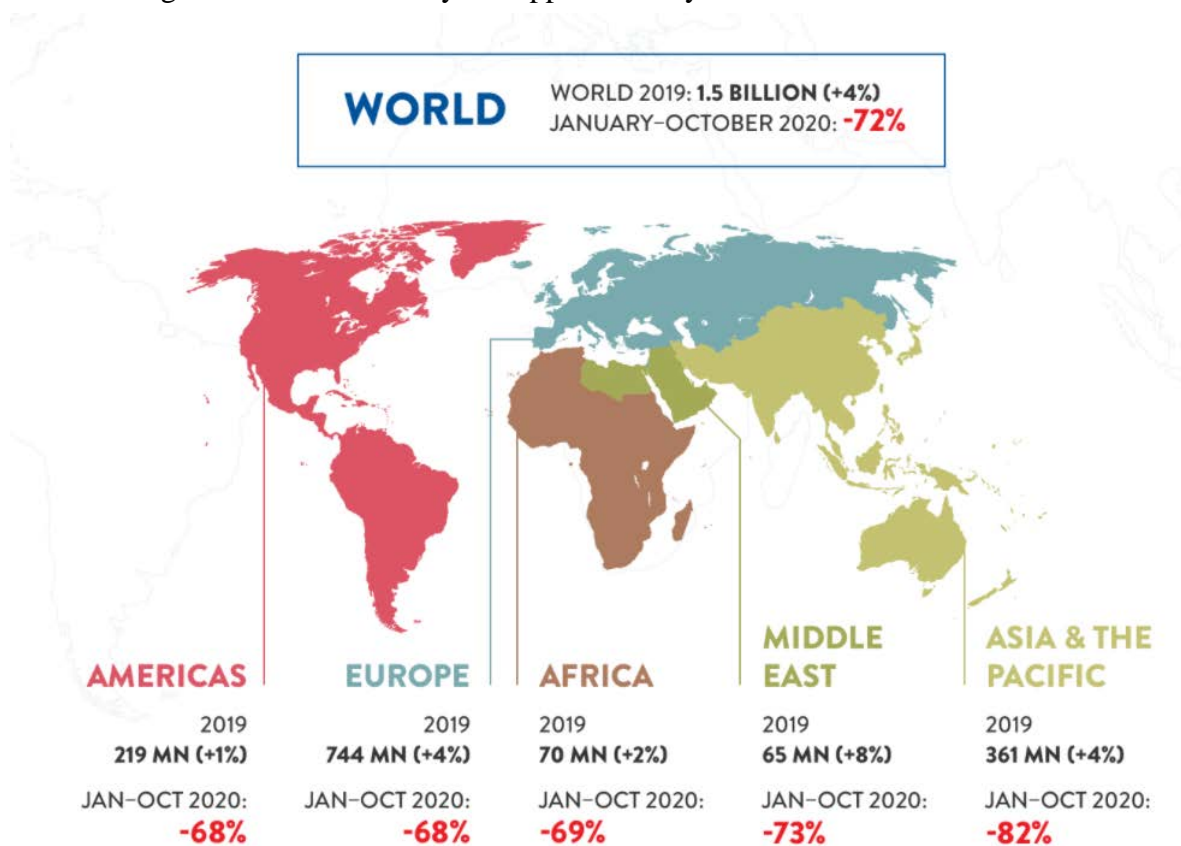 WORLD
WORLD 2019: 1.5 BILLION (+4%)
JANUARY–OCTOBER 2020: -72%
AMERICAS
2019
219 MN (+1%)
JAN–OCT 2020:
-68%
EUROPE
2019
744 MN (+4%)
JAN–OCT 2020:
-68%
AFRICA
2019
70 MN (+2%)
JAN–OCT 2020:
-69%
MIDDLE
EAST
2019
65 MN (+8%)
JAN–OCT 2020:
-73%
ASIA & THE
PACIFIC
2019
361 MN (+4%)
JAN–OCT 2020:
-82%